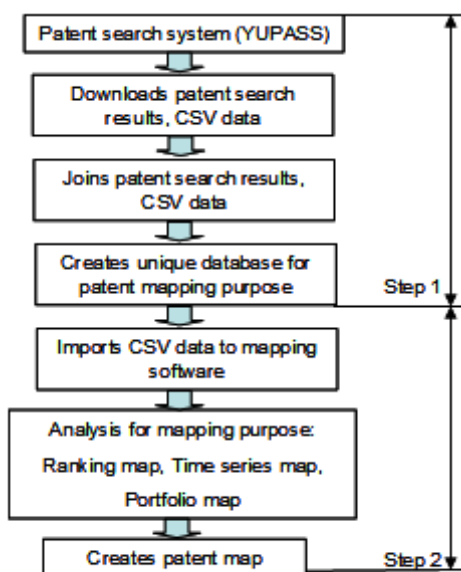 Patent search system (YUPASS)
Downloads patent search
results, CSV data
Joins patent search results,
CSV data
Creates unique database for
patent mapping purpose
Step 1
Imports CSV data to mapping
software
Analysis for mapping purpose:
Ranking map, Time series map,
Portfolio map
Creates patent map
Step 2